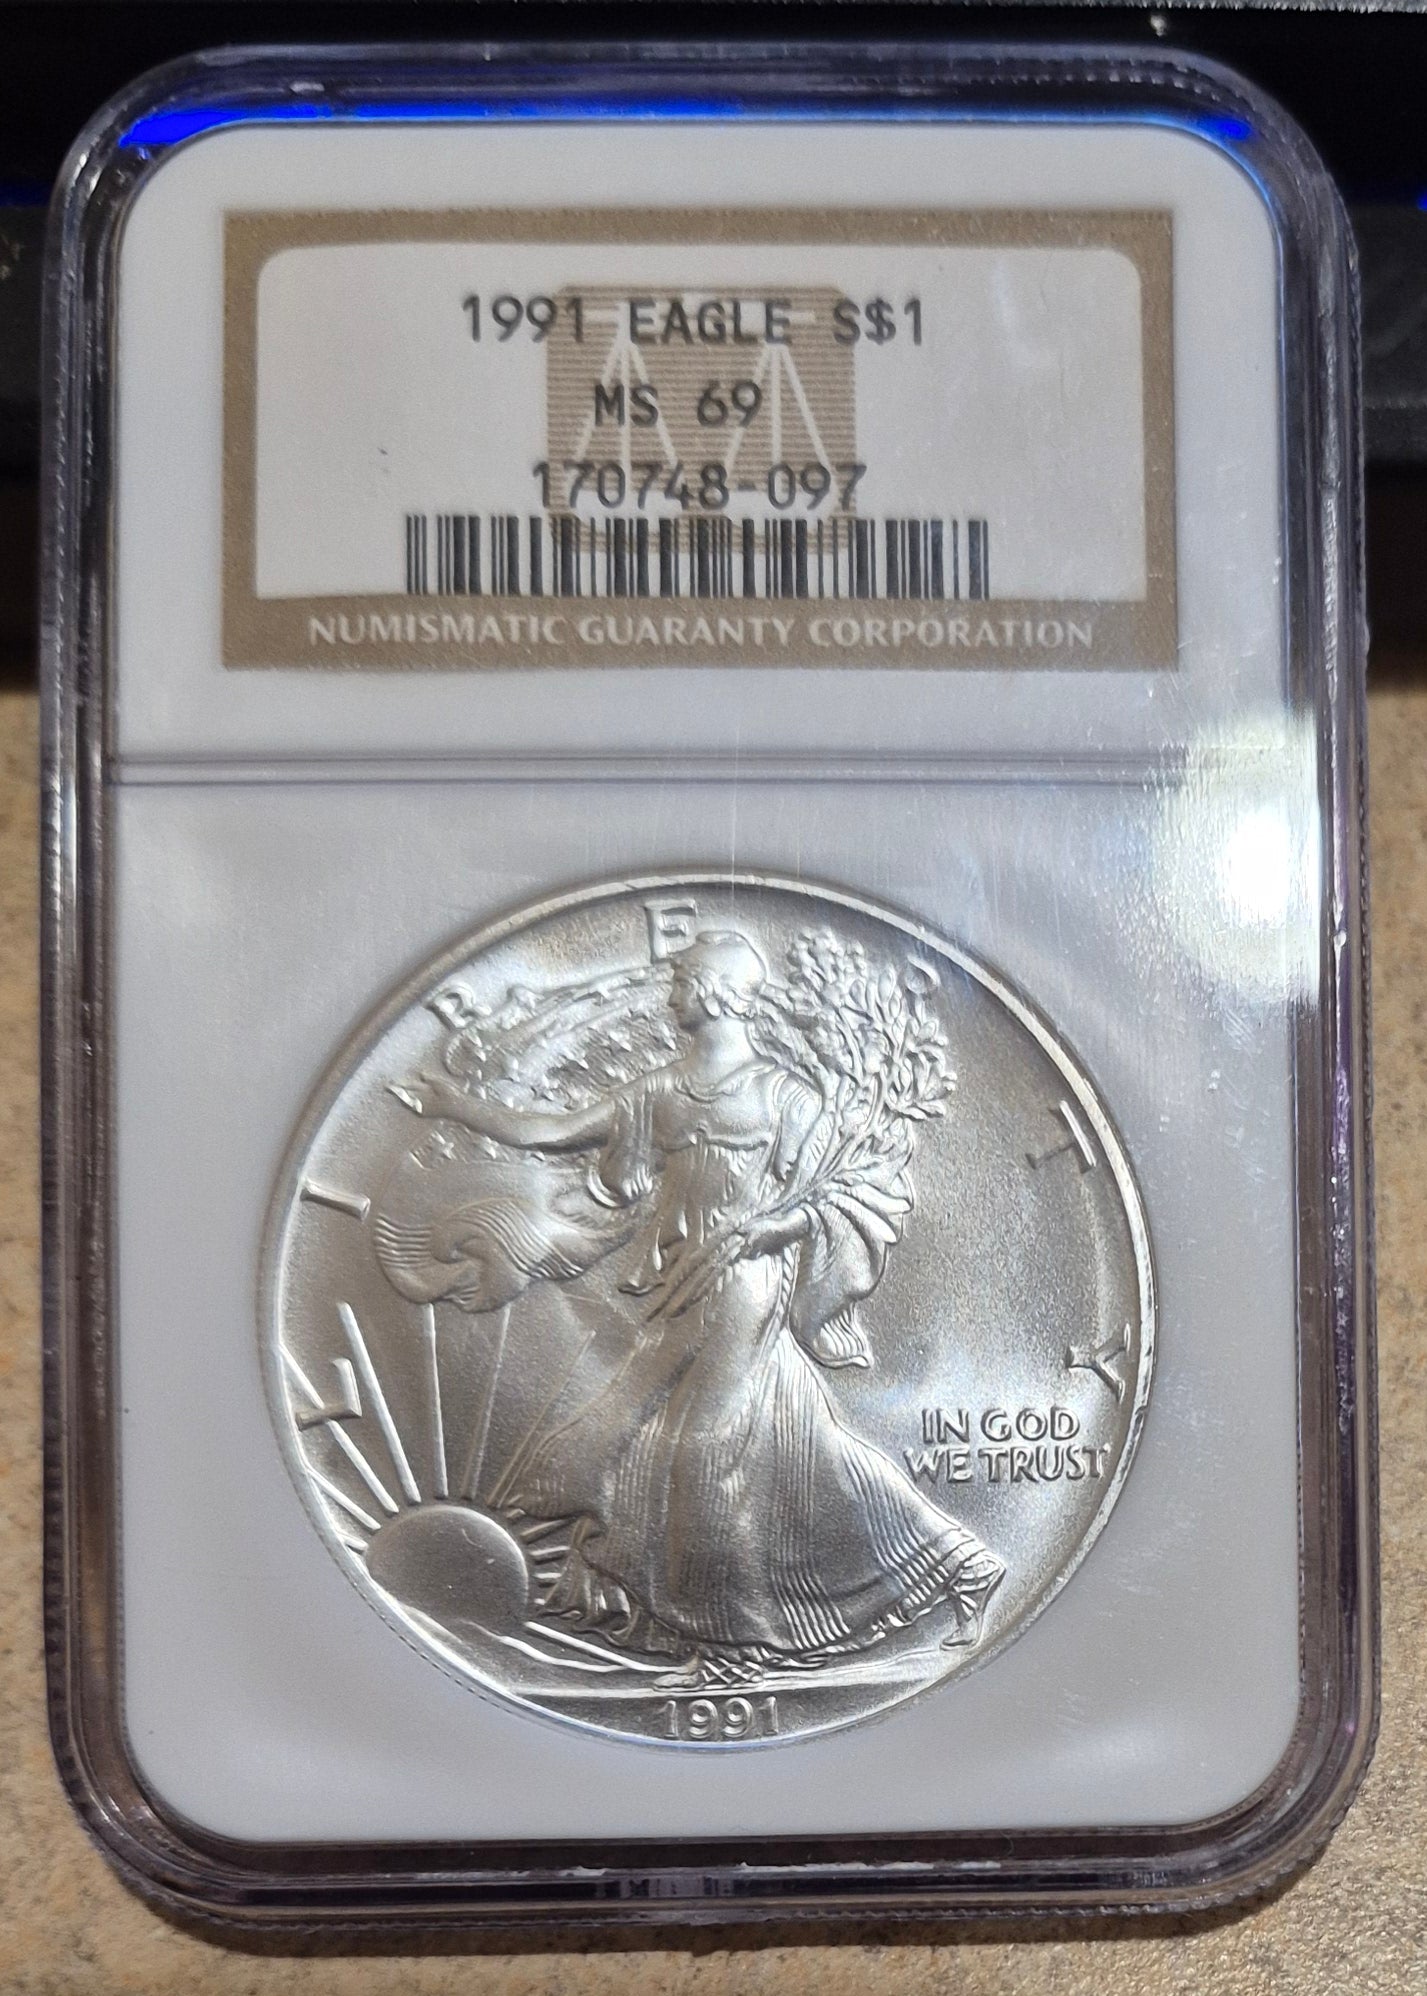 1991 EAGLE S$1
MS 69
170748-097
NUMISMATIC GUARANTY CORPORATION
LIBERTY
IN GOD
WE TRUST
1991